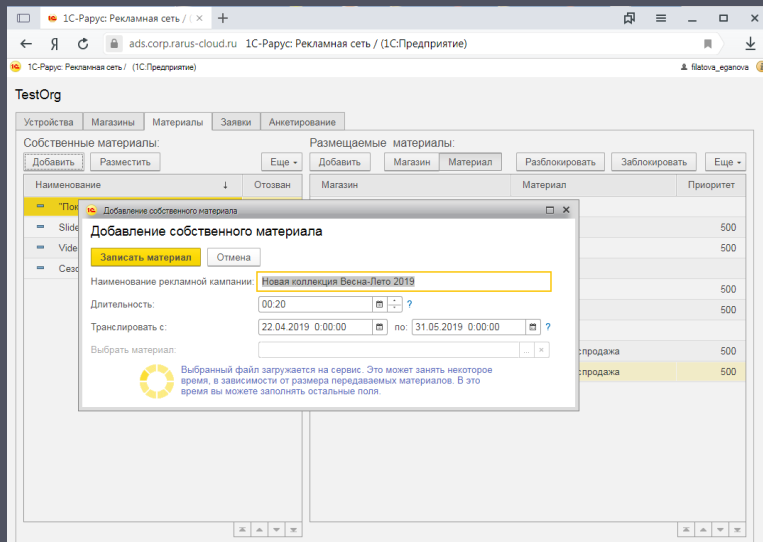 1С-Рарус: Рекламная сеть /
ads.corp.rarus-cloud.ru 1С-Рарус: Рекламная сеть / (1С:Предприятие)
1С-Рарус: Рекламная сеть / (1С:Предприятие) filatova_eganova
TestOrg
Устройства Магазины Материалы Заявки Анкетирование
Собственные материалы: Размещаемые материалы:
Добавить Разместить Еще Добавить Магазин Материал Разблокировать Заблокировать Еще
Наименование ↓ Отозван Магазин Материал Приоритет
"Пок
Slide 500
Vide 500
Сезо
500
500
спродажа 500
спродажа 500
Добавление собственного материала
Добавление собственного материала
Записать материал Отмена
Наименование рекламной кампании: Новая коллекция Весна-Лето 2019
Длительность: 00:20 ?
Транслировать с: 22.04.2019 0:00:00 по: 31.05.2019 0:00:00 ?
Выбрать материал: ... ×
Выбранный файл загружается на сервис. Это может занять некоторое
время, в зависимости от размера передаваемых материалов. В это
время вы можете заполнять остальные поля.